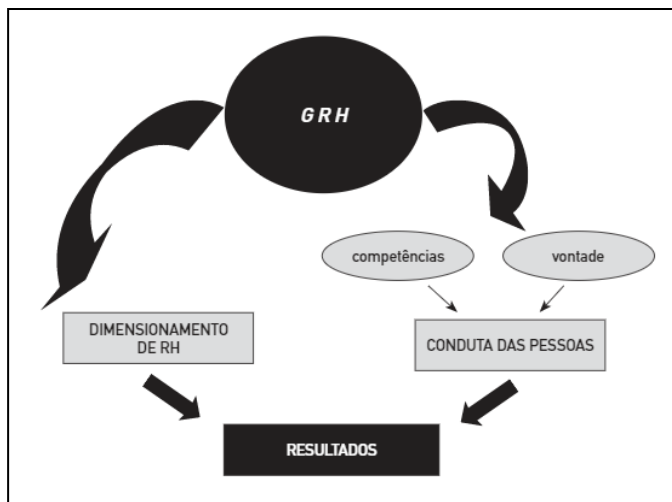 GRH
competências
vontade
DIMENSIONAMENTO
DE RH
CONDUTA DAS PESSOAS
RESULTADOS